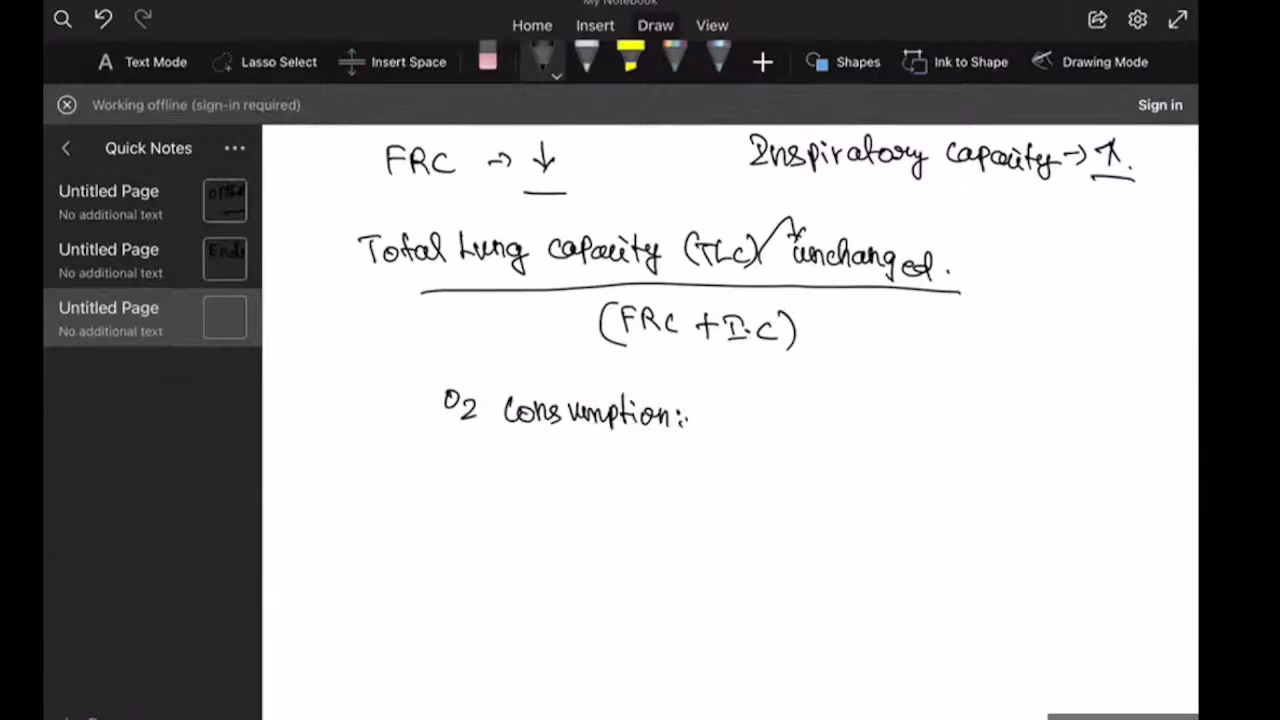 My Notebook
Home Insert Draw View
Text Mode Lasso Select Insert Space Shapes Ink to Shape Drawing Mode
Working offline (sign-in required) Sign in
Quick Notes
Untitled Page
No additional text
Untitled Page
No additional text
Untitled Page
No additional text
FRC → ↓ Inspiratory capacity → ↑.
Total Lung capacity (TLC) unchanged.
(FRC + I.C)
O2 consumption: